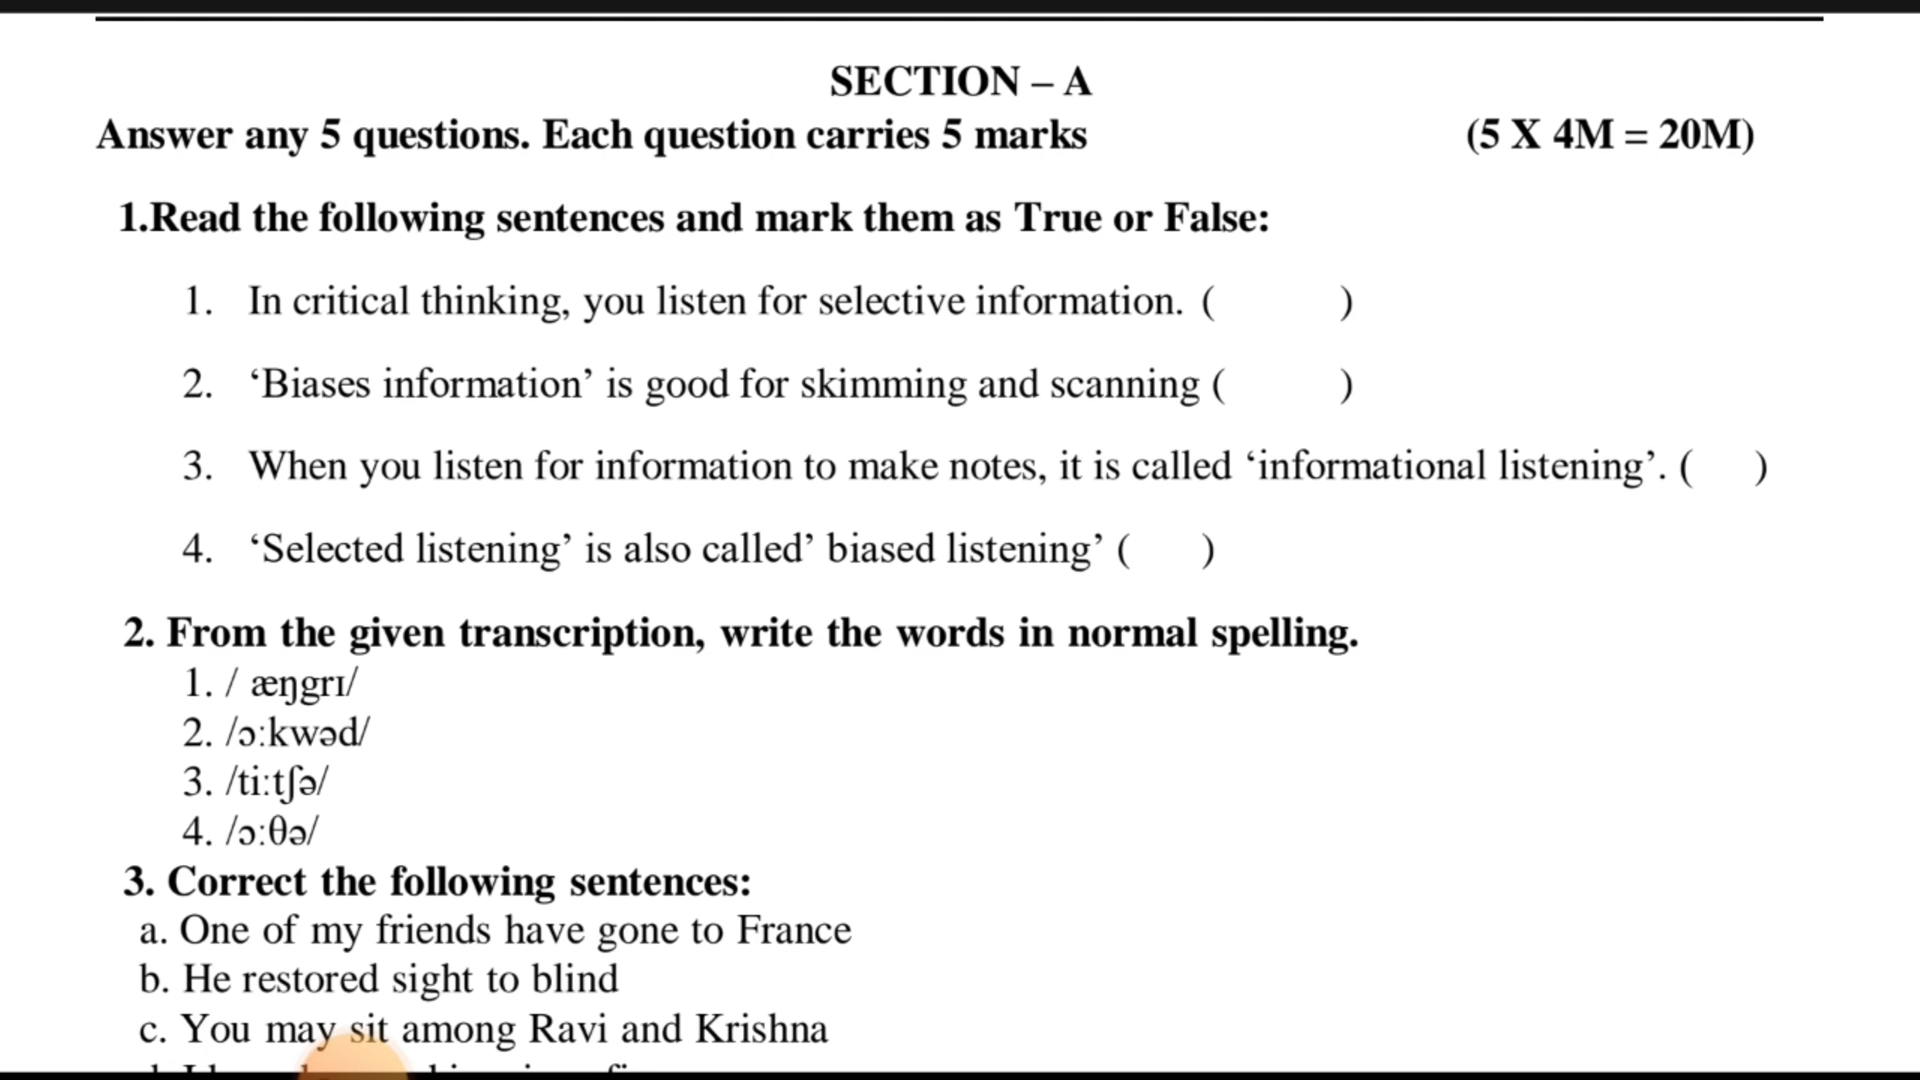 SECTION – A
Answer any 5 questions. Each question carries 5 marks (5 X 4M = 20M)
1.Read the following sentences and mark them as True or False:
1. In critical thinking, you listen for selective information. ( )
2. ‘Biases information’ is good for skimming and scanning ( )
3. When you listen for information to make notes, it is called ‘informational listening’. ( )
4. ‘Selected listening’ is also called’ biased listening’ ( )
2. From the given transcription, write the words in normal spelling.
1. / æŋgrɪ/
2. /ɔ:kwəd/
3. /ti:tʃə/
4. /ɔ:θə/
3. Correct the following sentences:
a. One of my friends have gone to France
b. He restored sight to blind
c. You may sit among Ravi and Krishna